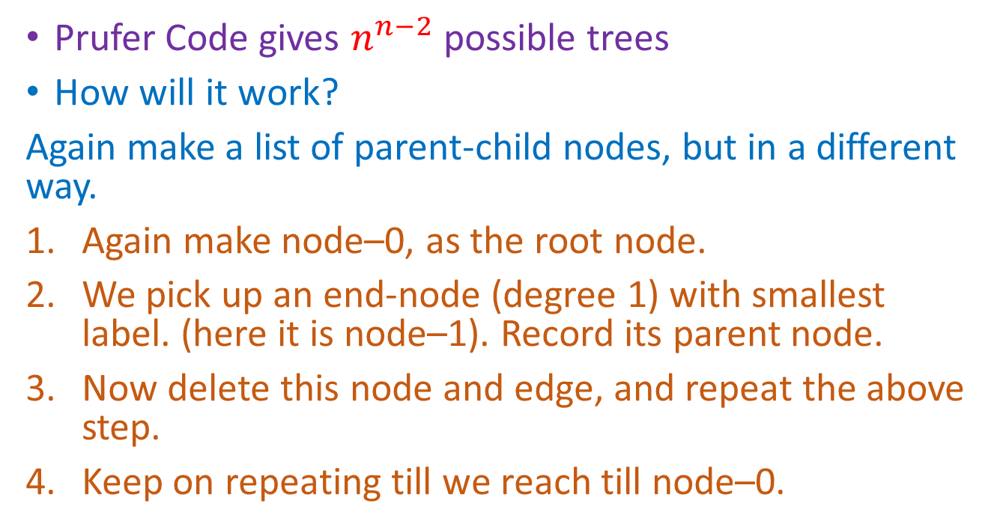 • Prufer Code gives $n^{n-2}$ possible trees
• How will it work?
Again make a list of parent-child nodes, but in a different
way.
1. Again make node–0, as the root node.
2. We pick up an end-node (degree 1) with smallest
label. (here it is node–1). Record its parent node.
3. Now delete this node and edge, and repeat the above
step.
4. Keep on repeating till we reach till node–0.